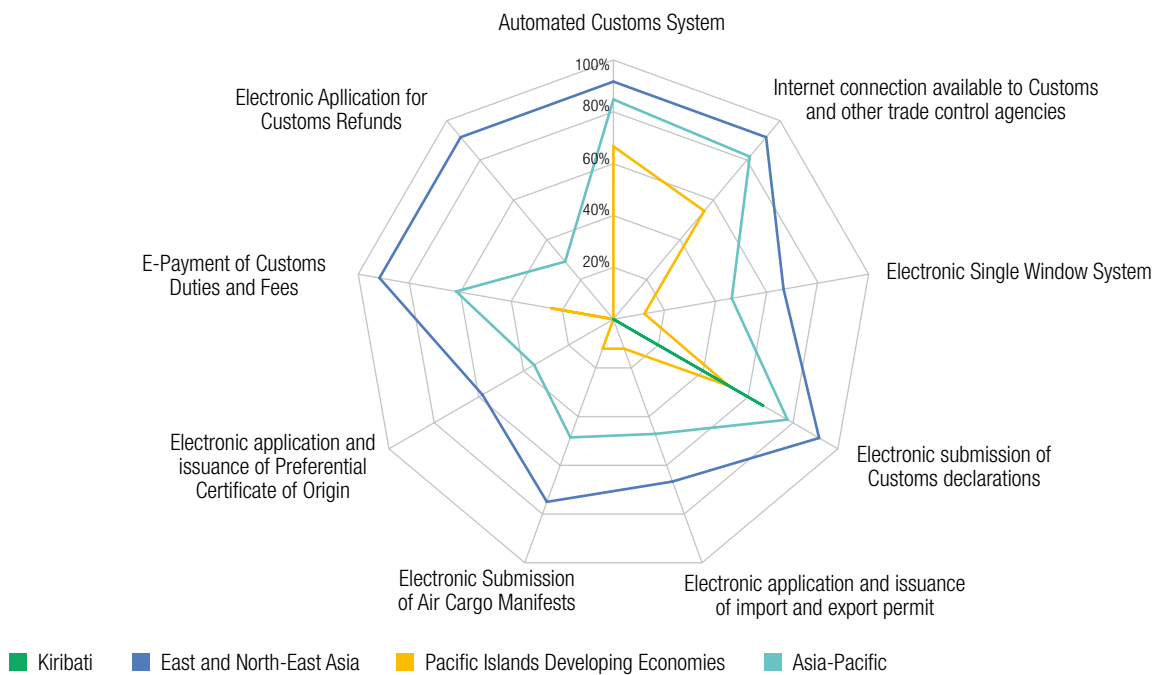 Automated Customs System
100%
80%
60%
40%
20%
Internet connection available to Customs
and other trade control agencies
Electronic Single Window System
Electronic submission of
Customs declarations
Electronic application and issuance
of import and export permit
Electronic Submission
of Air Cargo Manifests
Electronic application and
issuance of Preferential
Certificate of Origin
E-Payment of Customs
Duties and Fees
Electronic Apllication for
Customs Refunds
Kiribati
East and North-East Asia
Pacific Islands Developing Economies
Asia-Pacific